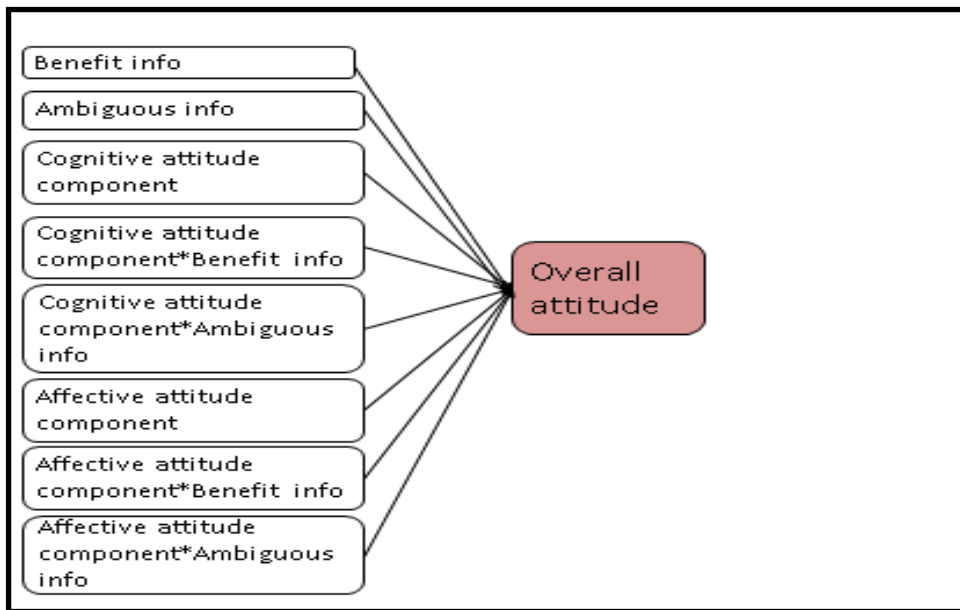 Benefit info
Ambiguous info
Cognitive attitude
component
Cognitive attitude
component*Benefit info
Cognitive attitude
component*Ambiguous
info
Affective attitude
component
Affective attitude
component*Benefit info
Affective attitude
component*Ambiguous
info
Overall
attitude